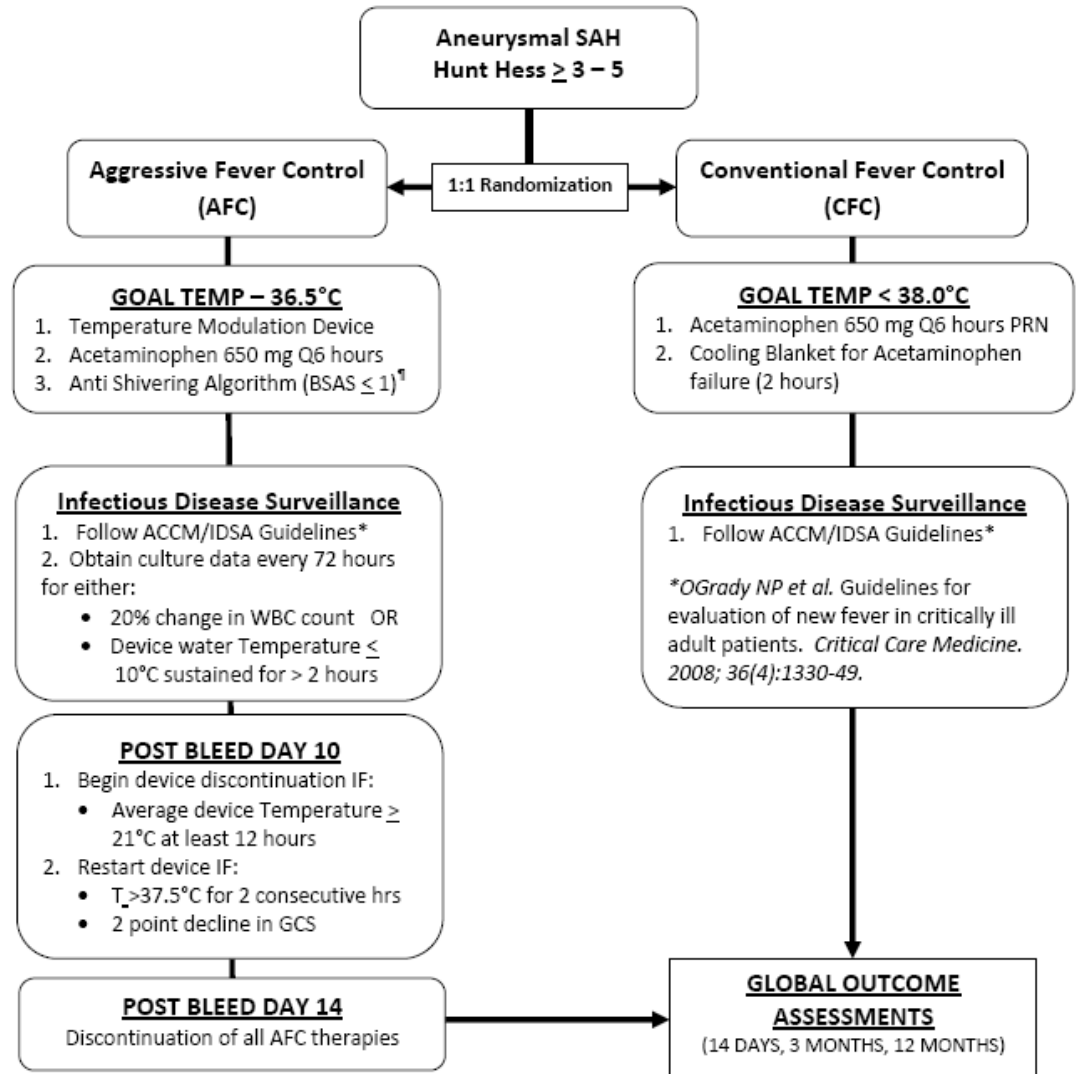 Aneurysmal SAH
Hunt Hess ≥ 3 – 5
1:1 Randomization
Aggressive Fever Control
(AFC)
Conventional Fever Control
(CFC)
GOAL TEMP – 36.5°C
1. Temperature Modulation Device
2. Acetaminophen 650 mg Q6 hours
3. Anti Shivering Algorithm (BSAS ≤ 1)¶
GOAL TEMP < 38.0°C
1. Acetaminophen 650 mg Q6 hours PRN
2. Cooling Blanket for Acetaminophen
failure (2 hours)
Infectious Disease Surveillance
1. Follow ACCM/IDSA Guidelines*
2. Obtain culture data every 72 hours
for either:
• 20% change in WBC count OR
• Device water Temperature ≤
10°C sustained for > 2 hours
Infectious Disease Surveillance
1. Follow ACCM/IDSA Guidelines*
*OGrady NP et al. Guidelines for
evaluation of new fever in critically ill
adult patients. Critical Care Medicine.
2008; 36(4):1330-49.
POST BLEED DAY 10
1. Begin device discontinuation IF:
• Average device Temperature ≥
21°C at least 12 hours
2. Restart device IF:
• T_>37.5°C for 2 consecutive hrs
• 2 point decline in GCS
POST BLEED DAY 14
Discontinuation of all AFC therapies
GLOBAL OUTCOME
ASSESSMENTS
(14 DAYS, 3 MONTHS, 12 MONTHS)